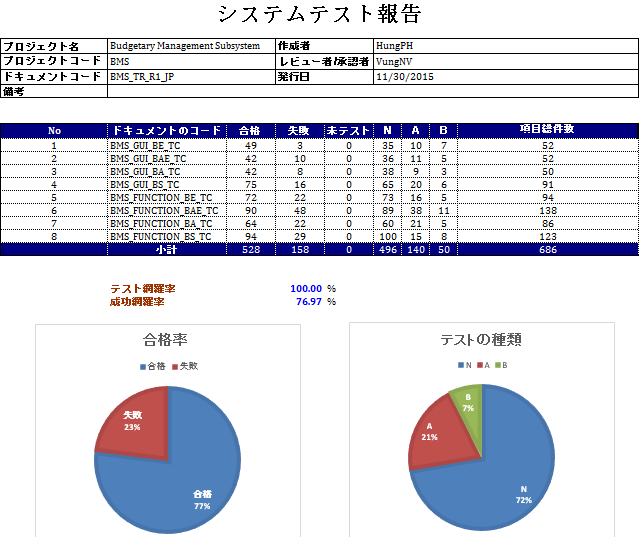 システムテスト報告
プロジェクト名 Budgetary Management Subsystem 作成者 HungPH
プロジェクトコード BMS レビュー者/承認者 VungNV
ドキュメントコード BMS_TR_R1_JP 発行日 11/30/2015
備考
No ドキュメントのコード 合格 失敗 未テスト N A B 項目総件数
1 BMS_GUI_BE_TC 49 3 0 35 10 7 52
2 BMS_GUI_BAE_TC 42 10 0 36 11 5 52
3 BMS_GUI_BA_TC 42 8 0 38 9 3 50
4 BMS_GUI_BS_TC 75 16 0 65 20 6 91
5 BMS_FUNCTION_BE_TC 72 22 0 73 16 5 94
6 BMS_FUNCTION_BAE_TC 90 48 0 89 38 11 138
7 BMS_FUNCTION_BA_TC 64 22 0 60 21 5 86
8 BMS_FUNCTION_BS_TC 94 29 0 100 15 8 123
小計 528 158 0 496 140 50 686
テスト網羅率 100.00 %
成功網羅率 76.97 %
合格率
合格 失敗
失敗
23%
合格
77%
テストの種類
N A B
B
7%
A
21%
N
72%